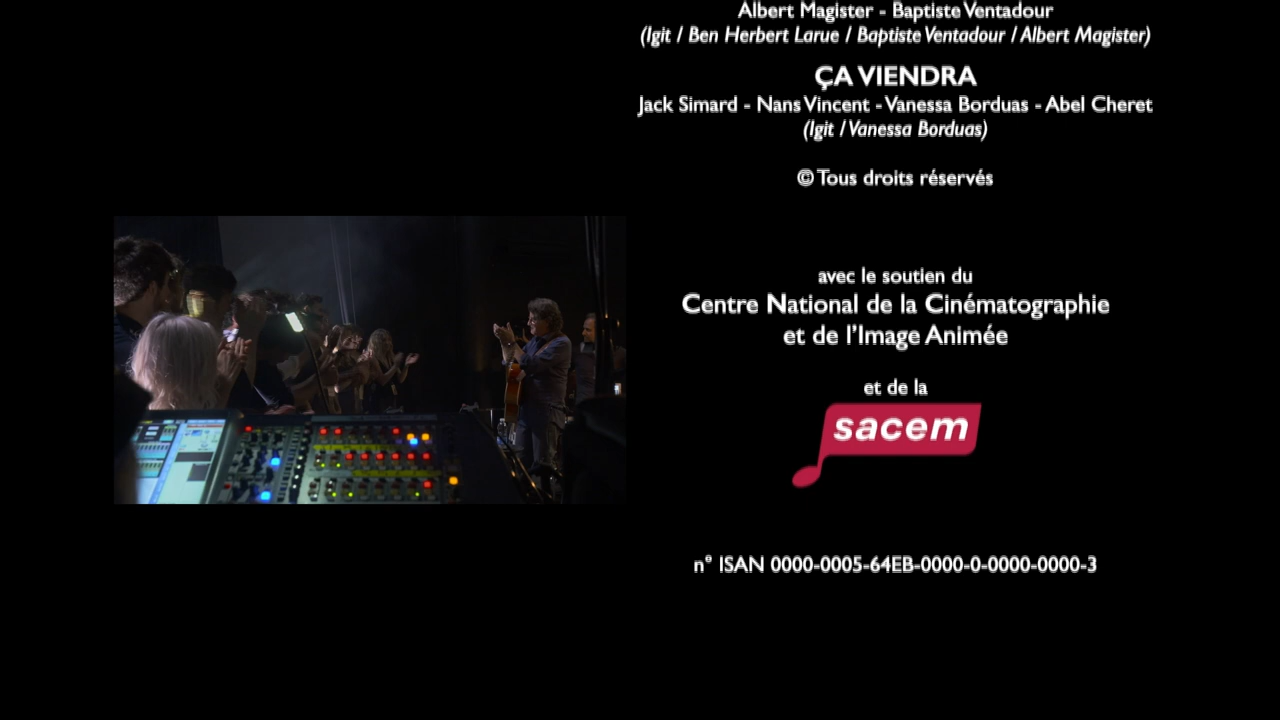 Albert Magister - Baptiste Ventadour
(Igit / Ben Herbert Larue / Baptiste Ventadour / Albert Magister)
ÇA VIENDRA
Jack Simard - Nans Vincent - Vanessa Borduas - Abel Cheret
(Igit / Vanessa Borduas)
© Tous droits réservés
avec le soutien du
Centre National de la Cinématographie
et de l'Image Animée
et de la
sacem
n° ISAN 0000-0005-64EB-0000-0-0000-0000-3